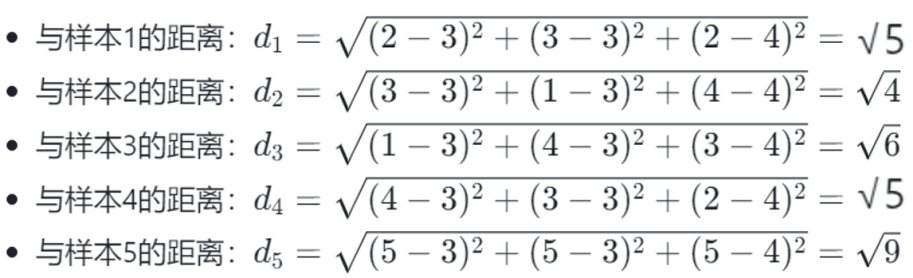 • 与样本1的距离：d₁ = √((2 − 3)² + (3 − 3)² + (2 − 4)²) = √5
• 与样本2的距离：d₂ = √((3 − 3)² + (1 − 3)² + (4 − 4)²) = √4
• 与样本3的距离：d₃ = √((1 − 3)² + (4 − 3)² + (3 − 4)²) = √6
• 与样本4的距离：d₄ = √((4 − 3)² + (3 − 3)² + (2 − 4)²) = √5
• 与样本5的距离：d₅ = √((5 − 3)² + (5 − 3)² + (5 − 4)²) = √9